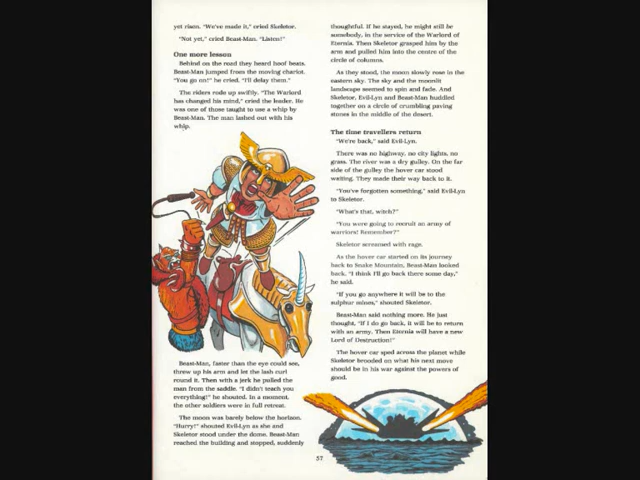 yet risen. "We've made it," cried Skeletor.
"Not yet," cried Beast-Man. "Listen!"
One more lesson
Behind on the road they heard hoof beats.
Beast-Man jumped from the moving chariot.
"You go on!" he cried. "I'll delay them."
The riders rode up swiftly. "The Warlord
has changed his mind," cried the leader. He
was one of those taught to use a whip by
Beast-Man. The man lashed out with his
whip.
Beast-Man, faster than the eye could see,
threw up his arm and let the lash curl
round it. Then with a jerk he pulled the
man from the saddle. "I didn't teach you
everything!" he shouted. In a moment,
the other soldiers were in full retreat.
The moon was barely below the horizon.
"Hurry!" shouted Evil-Lyn as she and
Skeletor stood under the dome. Beast-Man
reached the building and stopped, suddenly
thoughtful. If he stayed, he might still be
somebody, in the service of the Warlord of
Eternia. Then Skeletor grasped him by the
arm and pulled him into the centre of the
circle of columns.
As they stood, the moon slowly rose in the
eastern sky. The sky and the moonlit
landscape seemed to spin and fade. And
Skeletor, Evil-Lyn and Beast-Man huddled
together on a circle of crumbling paving
stones in the middle of the desert.
The time travellers return
"We're back," said Evil-Lyn.
There was no highway, no city lights, no
grass. The river was a dry gulley. On the far
side of the gulley the hover car stood
waiting. They made their way back to it.
"You've forgotten something," said Evil-Lyn
to Skeletor.
"What's that, witch?"
"You were going to recruit an army of
warriors! Remember?"
Skeletor screamed with rage.
As the hover car started on its journey
back to Snake Mountain, Beast-Man looked
back. "I think I'll go back there some day,"
he said.
"If you go anywhere it will be to the
sulphur mines," shouted Skeletor.
Beast-Man said nothing more. He just
thought, "If I do go back, it will be to return
with an army. Then Eternia will have a new
Lord of Destruction!"
The hover car sped across the planet while
Skeletor brooded on what his next move
should be in his war against the powers of
good.
57